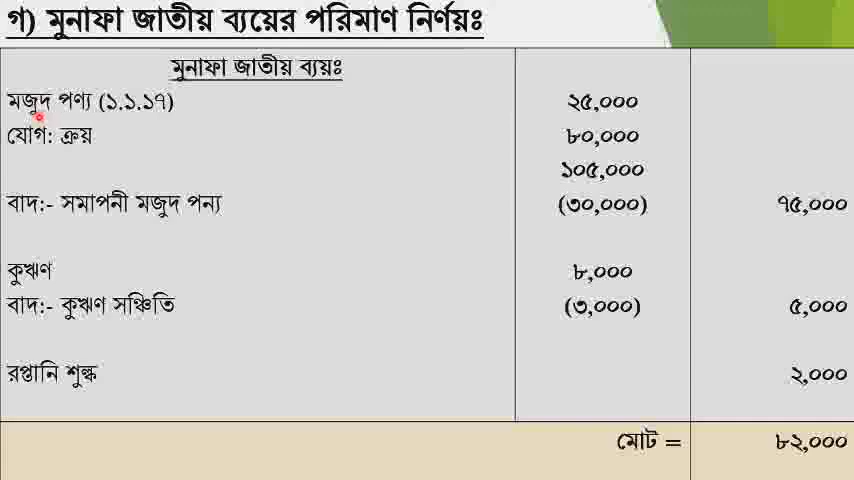 গ) মুনাফা জাতীয় ব্যয়ের পরিমাণ নির্ণয়ঃ
মুনাফা জাতীয় ব্যয়ঃ
মজুদ পণ্য (১.১.১৭) ২৫,০০০
যোগ: ক্রয় ৮০,০০০
১০৫,০০০
বাদ:- সমাপনী মজুদ পন্য (৩০,০০০) ৭৫,০০০
কুঋণ ৮,০০০
বাদ:- কুঋণ সঞ্চিতি (৩,০০০) ৫,০০০
রপ্তানি শুল্ক ২,০০০
মোট = ৮২,০০০